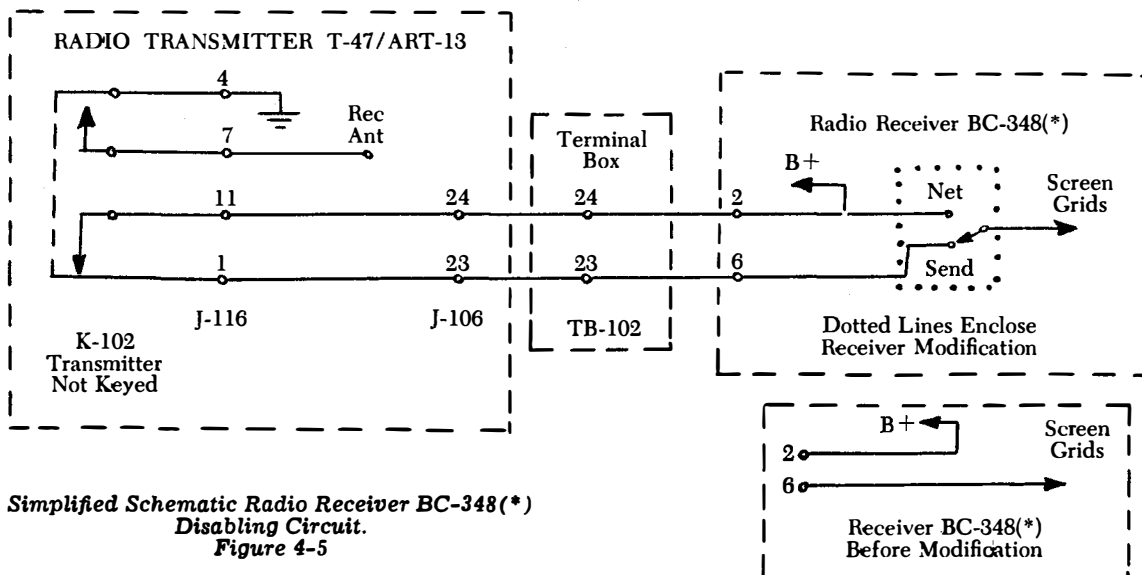 RADIO TRANSMITTER T-47/ART-13
4
7
Rec
Ant
11
24
1
23
J-116
J-106
K-102
Transmitter
Not Keyed
Terminal
Box
24
23
TB-102
Radio Receiver BC-348(*)
B+
Net
Screen
Grids
2
6
Send
Dotted Lines Enclose
Receiver Modification
B+
Screen
Grids
2
6
Receiver BC-348(*)
Before Modification
Simplified Schematic Radio Receiver BC-348(*)
Disabling Circuit.
Figure 4-5